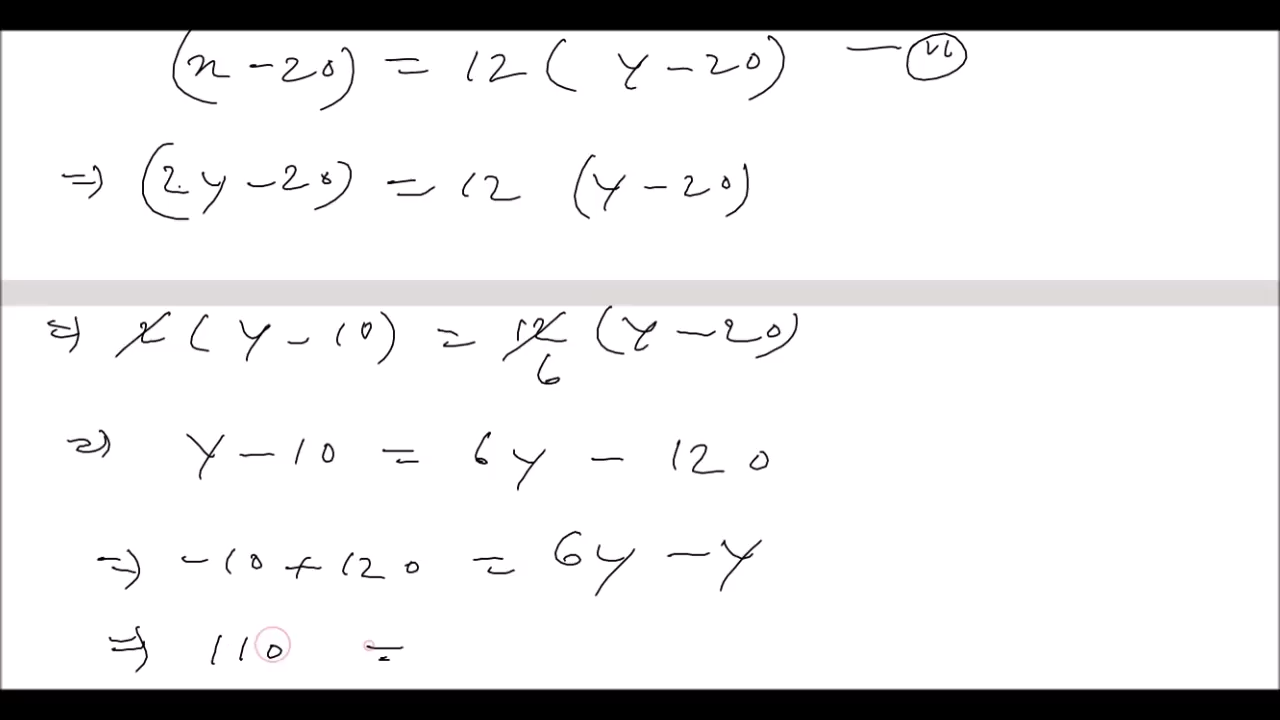 (x - 20) = 12 ( y - 20) — (vi)
⇒ (2y - 20) = 12 (y - 20)
⇒ 2 ( y - 10) = 12 (y - 20)
6
⇒ y - 10 = 6y - 120
⇒ -10 + 120 = 6y - y
⇒ 110 =